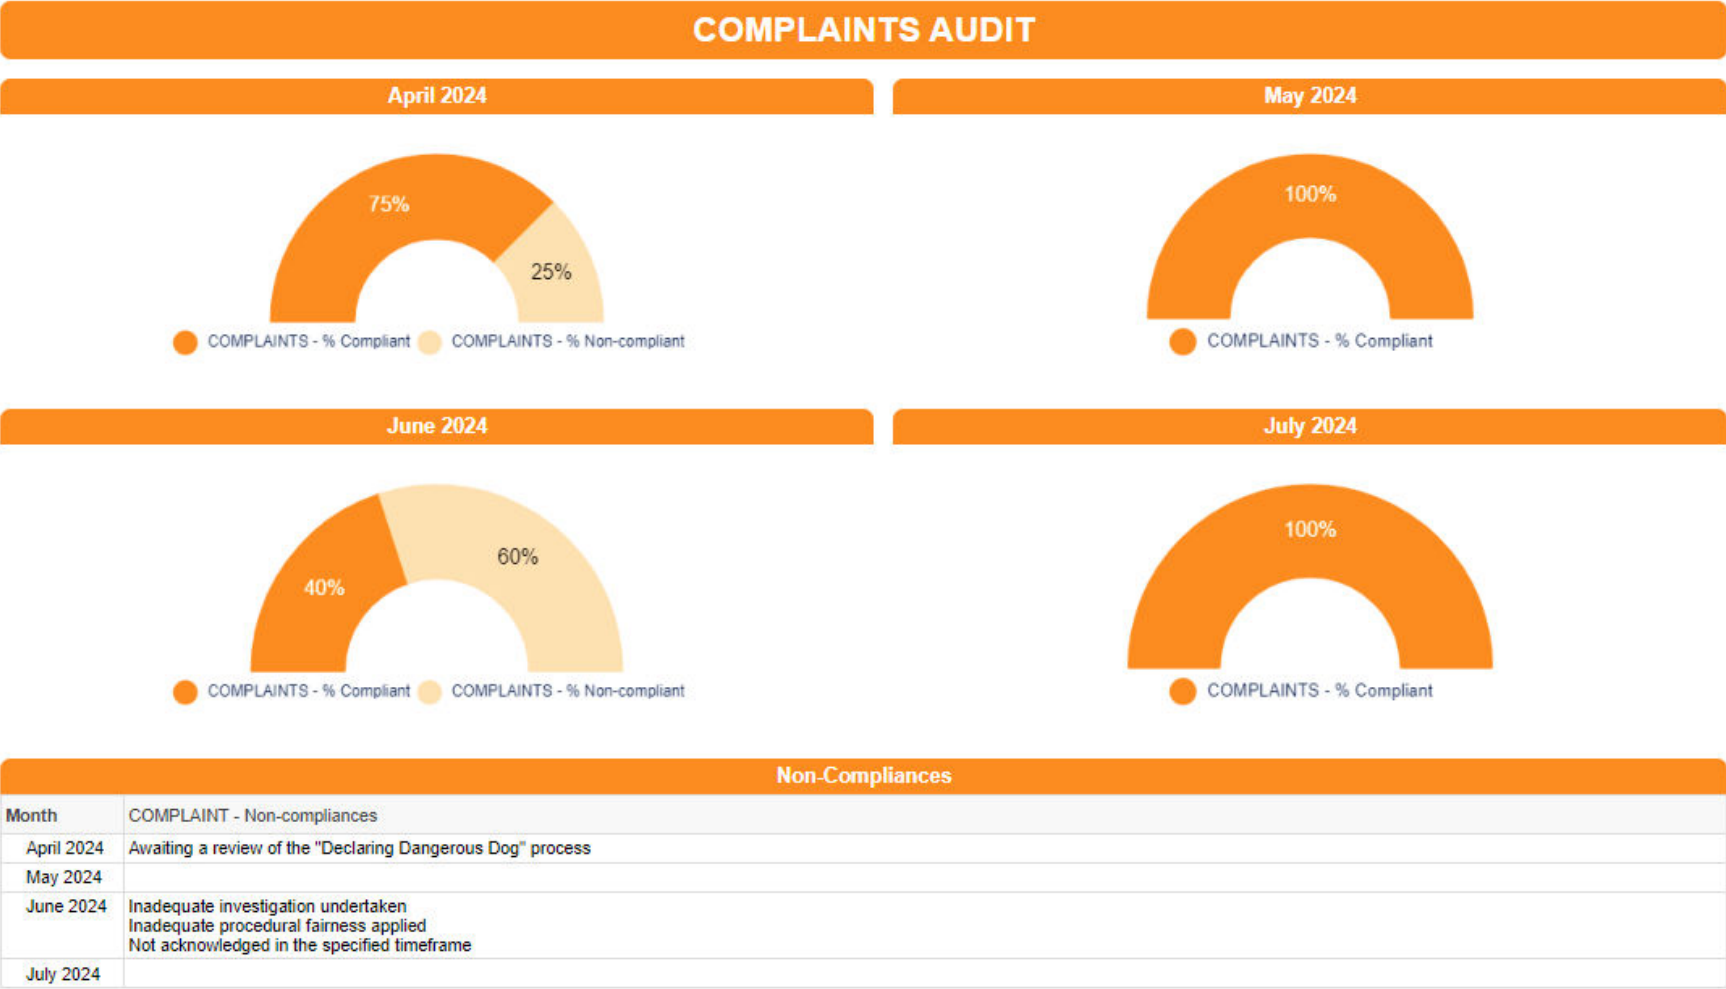 COMPLAINTS AUDIT
April 2024
May 2024
75%
25%
COMPLAINTS - % Compliant COMPLAINTS - % Non-compliant
100%
COMPLAINTS - % Compliant
June 2024
July 2024
40%
60%
COMPLAINTS - % Compliant COMPLAINTS - % Non-compliant
100%
COMPLAINTS - % Compliant
Non-Compliances
Month COMPLAINT - Non-compliances
April 2024 Awaiting a review of the "Declaring Dangerous Dog" process
May 2024
June 2024 Inadequate investigation undertaken
Inadequate procedural fairness applied
Not acknowledged in the specified timeframe
July 2024